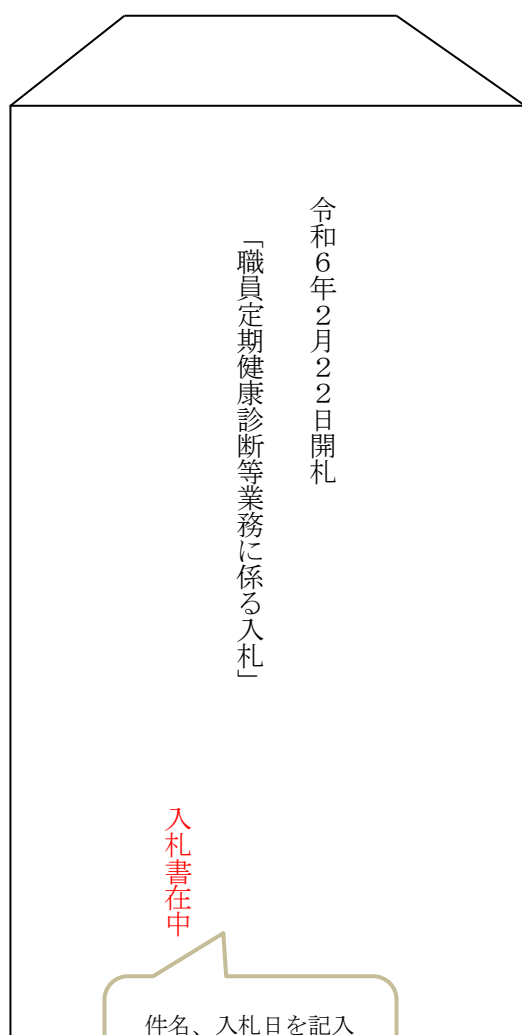 令和６年２月２２日開札
「職員定期健康診断等業務に係る入札」
入札書在中
件名、入札日を記入